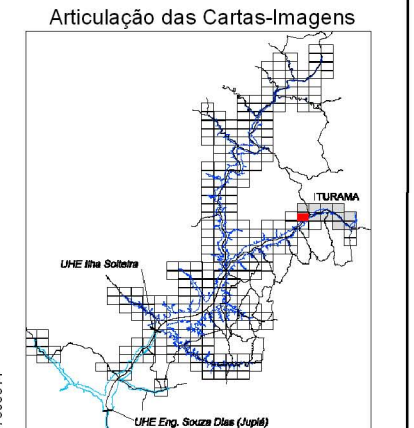 Articulação das Cartas-Imagens
ITURAMA
UHE Ilha Solteira
UHE Eng. Souza Dias (Jupiá)